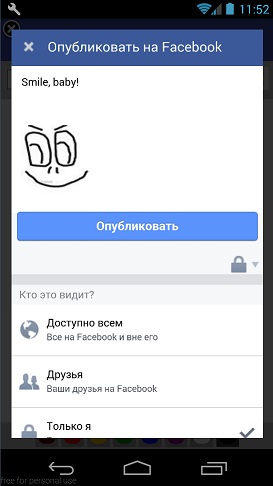 11:52
Опубликовать на Facebook
Smile, baby!
Опубликовать
Кто это видит?
Доступно всем
Все на Facebook и вне его
Друзья
Ваши друзья на Facebook
Только я
free for personal use